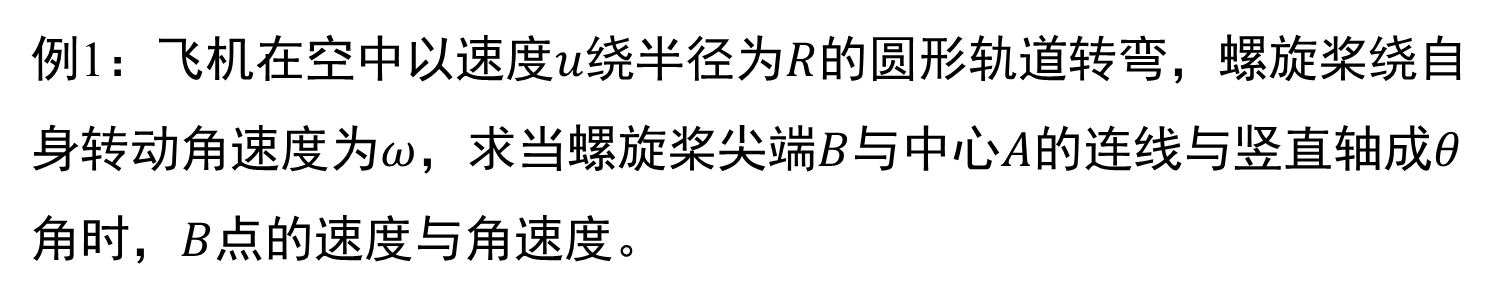 例1：飞机在空中以速度u绕半径为R的圆形轨道转弯，螺旋桨绕自
身转动角速度为ω，求当螺旋桨尖端B与中心A的连线与竖直轴成θ
角时，B点的速度与角速度。